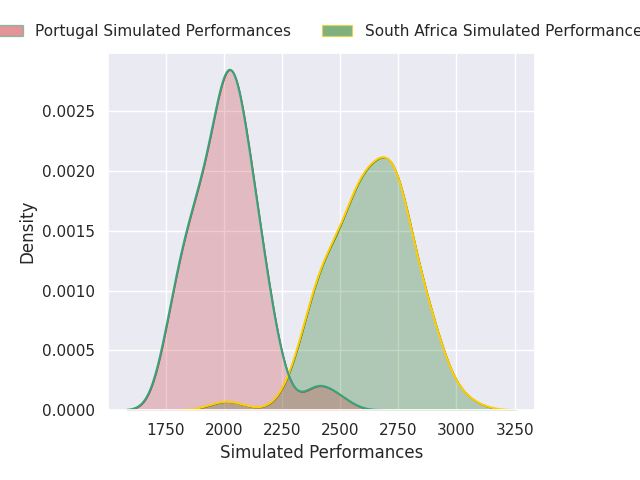 Portugal Simulated Performances South Africa Simulated Performance
0.0025
0.0020
0.0015
0.0010
0.0005
0.0000
Density
1750 2000 2250 2500 2750 3000 3250
Simulated Performances